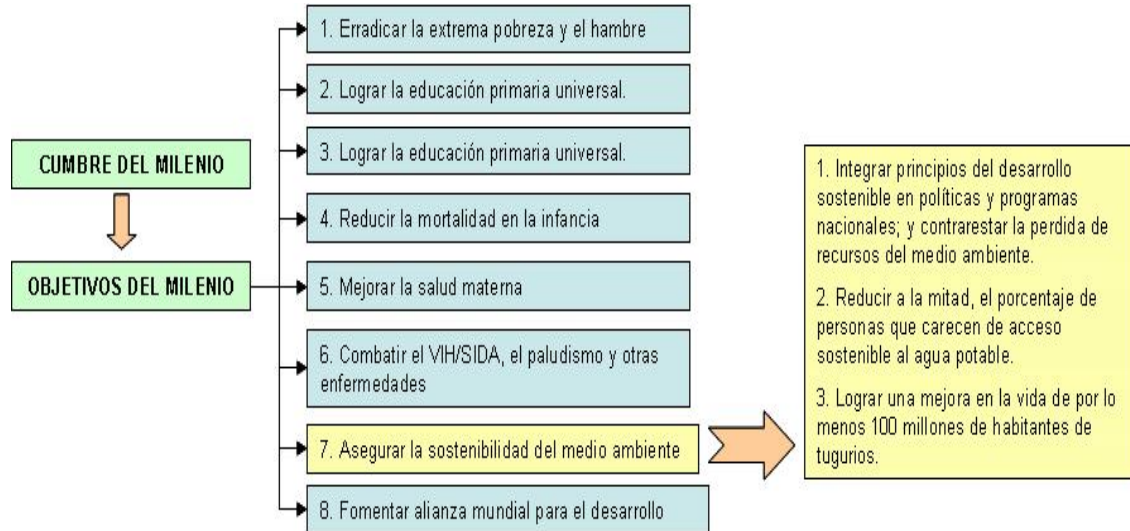 CUMBRE DEL MILENIO
OBJETIVOS DEL MILENIO
1. Erradicar la extrema pobreza y el hambre
2. Lograr la educación primaria universal.
3. Lograr la educación primaria universal.
4. Reducir la mortalidad en la infancia
5. Mejorar la salud materna
6. Combatir el VIH/SIDA, el paludismo y otras
enfermedades
7. Asegurar la sostenibilidad del medio ambiente
8. Fomentar alianza mundial para el desarrollo
1. Integrar principios del desarrollo
sostenible en políticas y programas
nacionales; y contrarestar la perdida de
recursos del medio ambiente.
2. Reducir a la mitad, el porcentaje de
personas que carecen de acceso
sostenible al agua potable.
3. Lograr una mejora en la vida de por lo
menos 100 millones de habitantes de
tugurios.